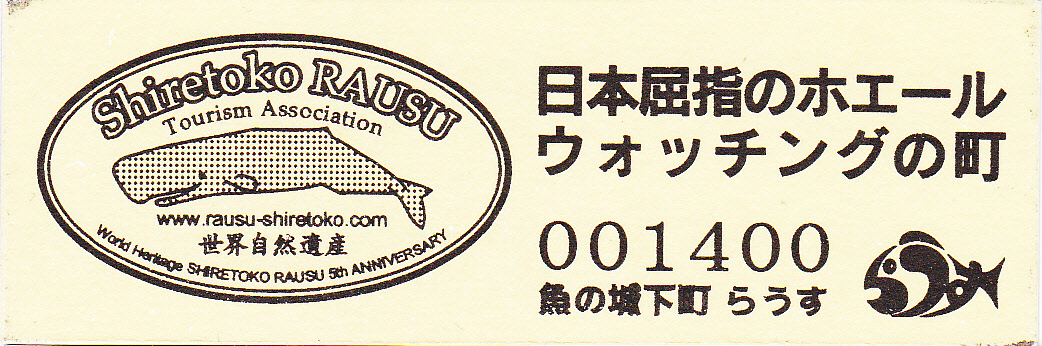 Shiretoko RAUSU
Tourism Association
www.rausu-shiretoko.com
世界自然遺産
World Heritage SHIRETOKO RAUSU 5th ANNIVERSARY
日本屈指のホエール
ウォッチングの町
001400
魚の城下町 らうす